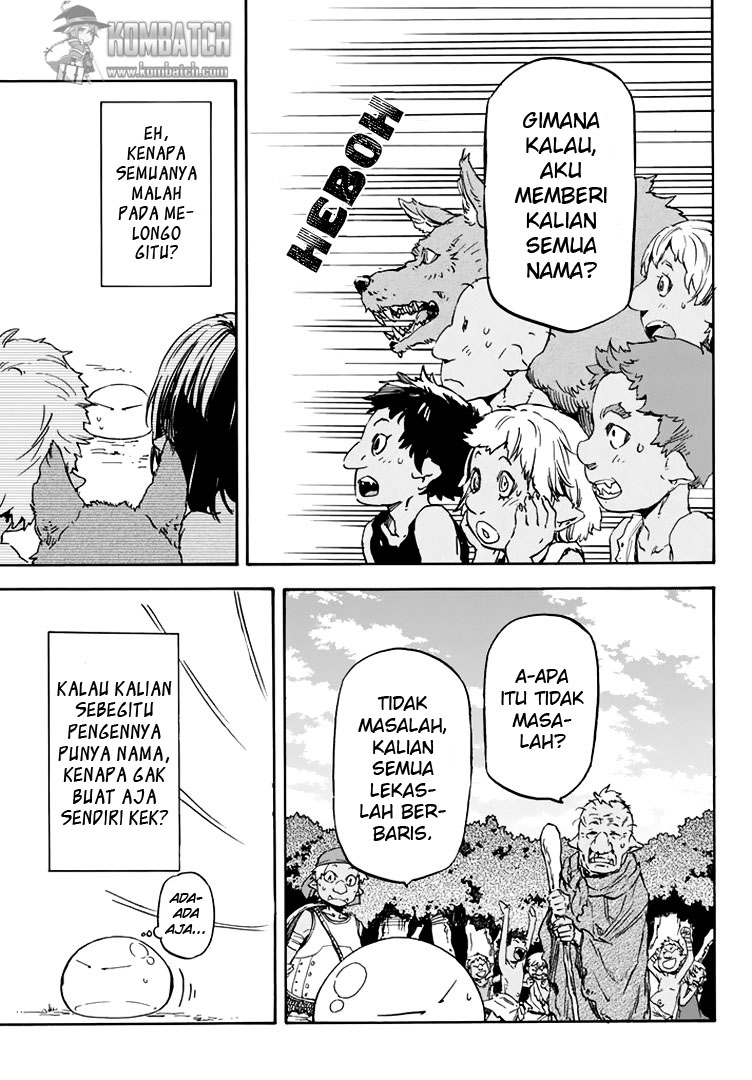 KOMBATCH
www.kombatch.com
GIMANA
KALAU,
AKU
MEMBERI
KALIAN
SEMUA
NAMA?
HEBOH
EH,
KENAPA
SEMUANYA
MALAH
PADA ME-
LONGO
GITU?
A-APA
ITU TIDAK
MASA-
LAH?
TIDAK
MASALAH,
KALIAN
SEMUA
LEKAS-
LAH BER-
BARIS.
KALAU KALIAN
SEBEGITU
PENGENNYA
PUNYA NAMA,
KENAPA GAK
BUAT AJA
SENDIRI KEK?
ADA-
ADA
AJA...